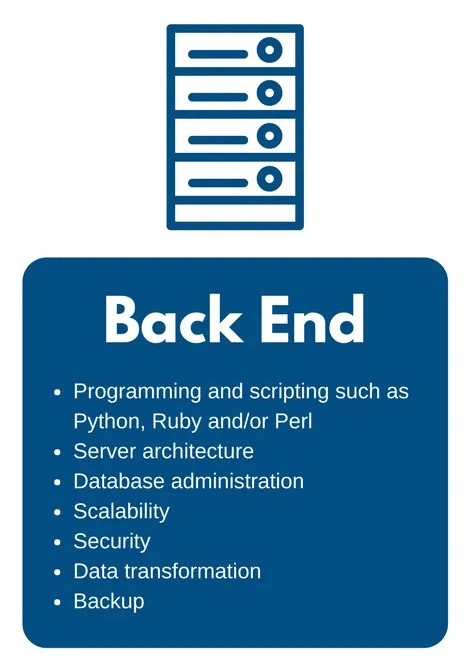 Back End
• Programming and scripting such as
Python, Ruby and/or Perl
• Server architecture
• Database administration
• Scalability
• Security
• Data transformation
• Backup